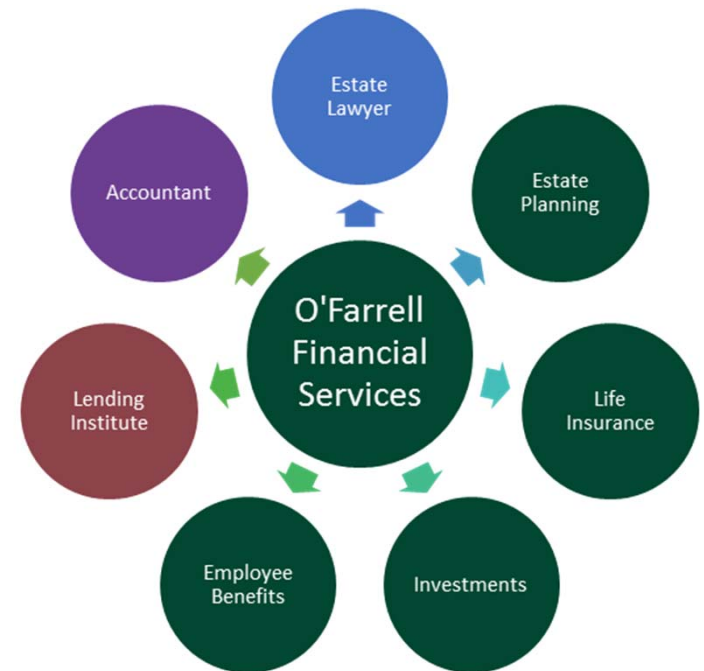 Estate
Lawyer
Estate
Planning
Life
Insurance
Investments
Employee
Benefits
Lending
Institute
Accountant
O'Farrell
Financial
Services